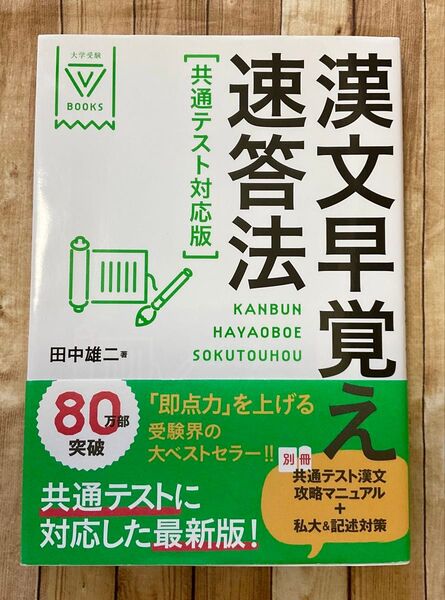 大学受験
V
BOOKS
漢文早覚え
速答法
[共通テスト対応版]
KANBUN
HAYAOBOE
SOKUTOUHOU
田中雄二 著
80万部
突破
「即点力」を上げる
受験界の
大ベストセラー!!
別冊
共通テスト漢文
攻略マニュアル
+
私大&記述対策
共通テストに
対応した最新版!